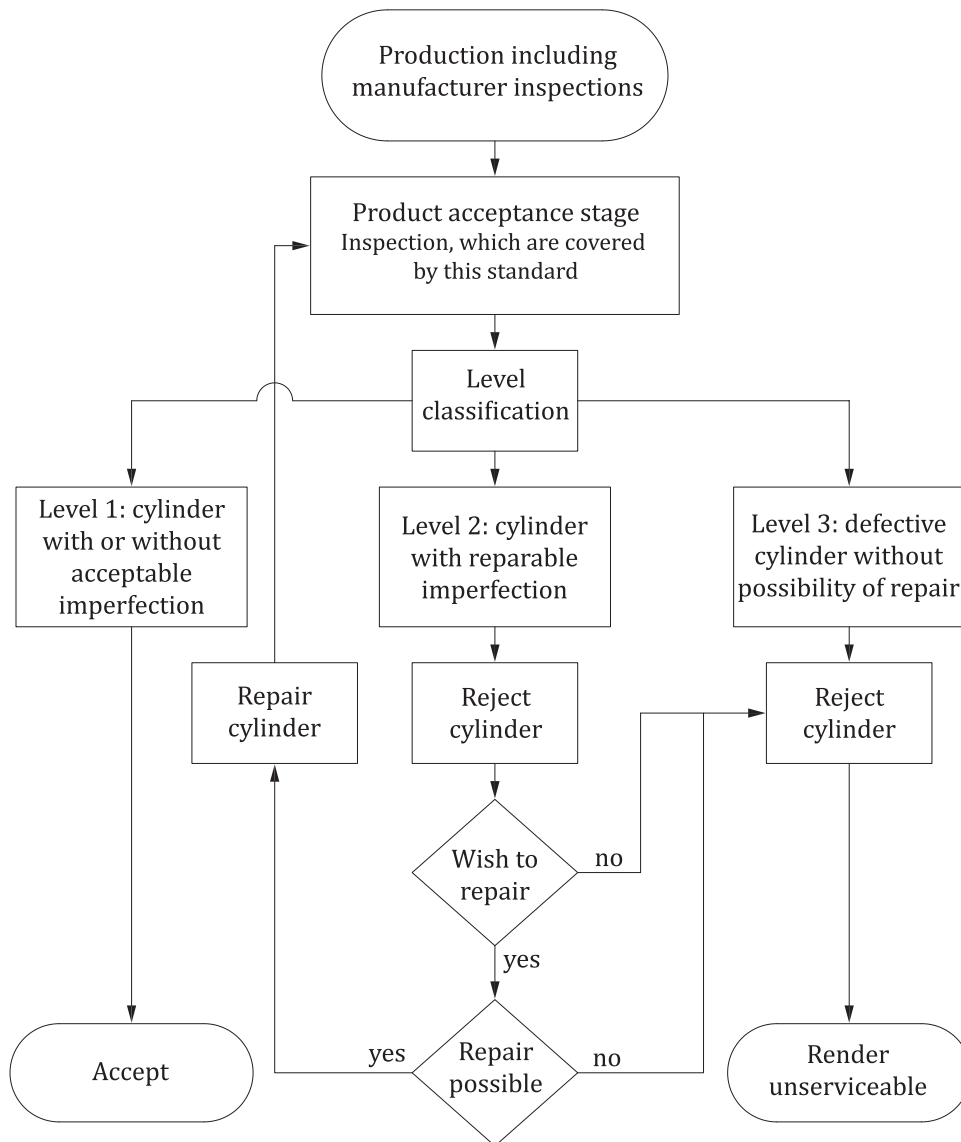 Production including
manufacturer inspections
Product acceptance stage
Inspection, which are covered
by this standard
Level
classification
Level 1: cylinder
with or without
acceptable
imperfection
Level 2: cylinder
with reparable
imperfection
Level 3: defective
cylinder without
possibility of repair
Repair
cylinder
Reject
cylinder
Reject
cylinder
Wish to
repair
no
yes
Accept
yes
Repair
possible
no
Render
unserviceable